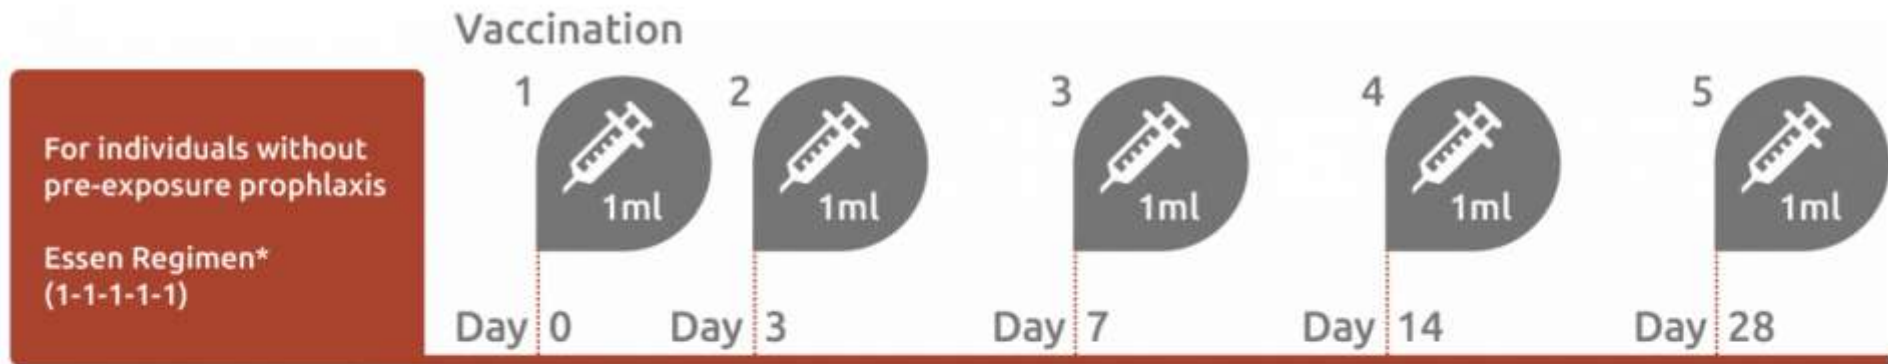 Vaccination
For individuals without
pre-exposure prophlaxis
Essen Regimen*
(1-1-1-1-1)
1 2 3 4 5
1ml 1ml 1ml 1ml 1ml
Day 0 Day 3 Day 7 Day 14 Day 28